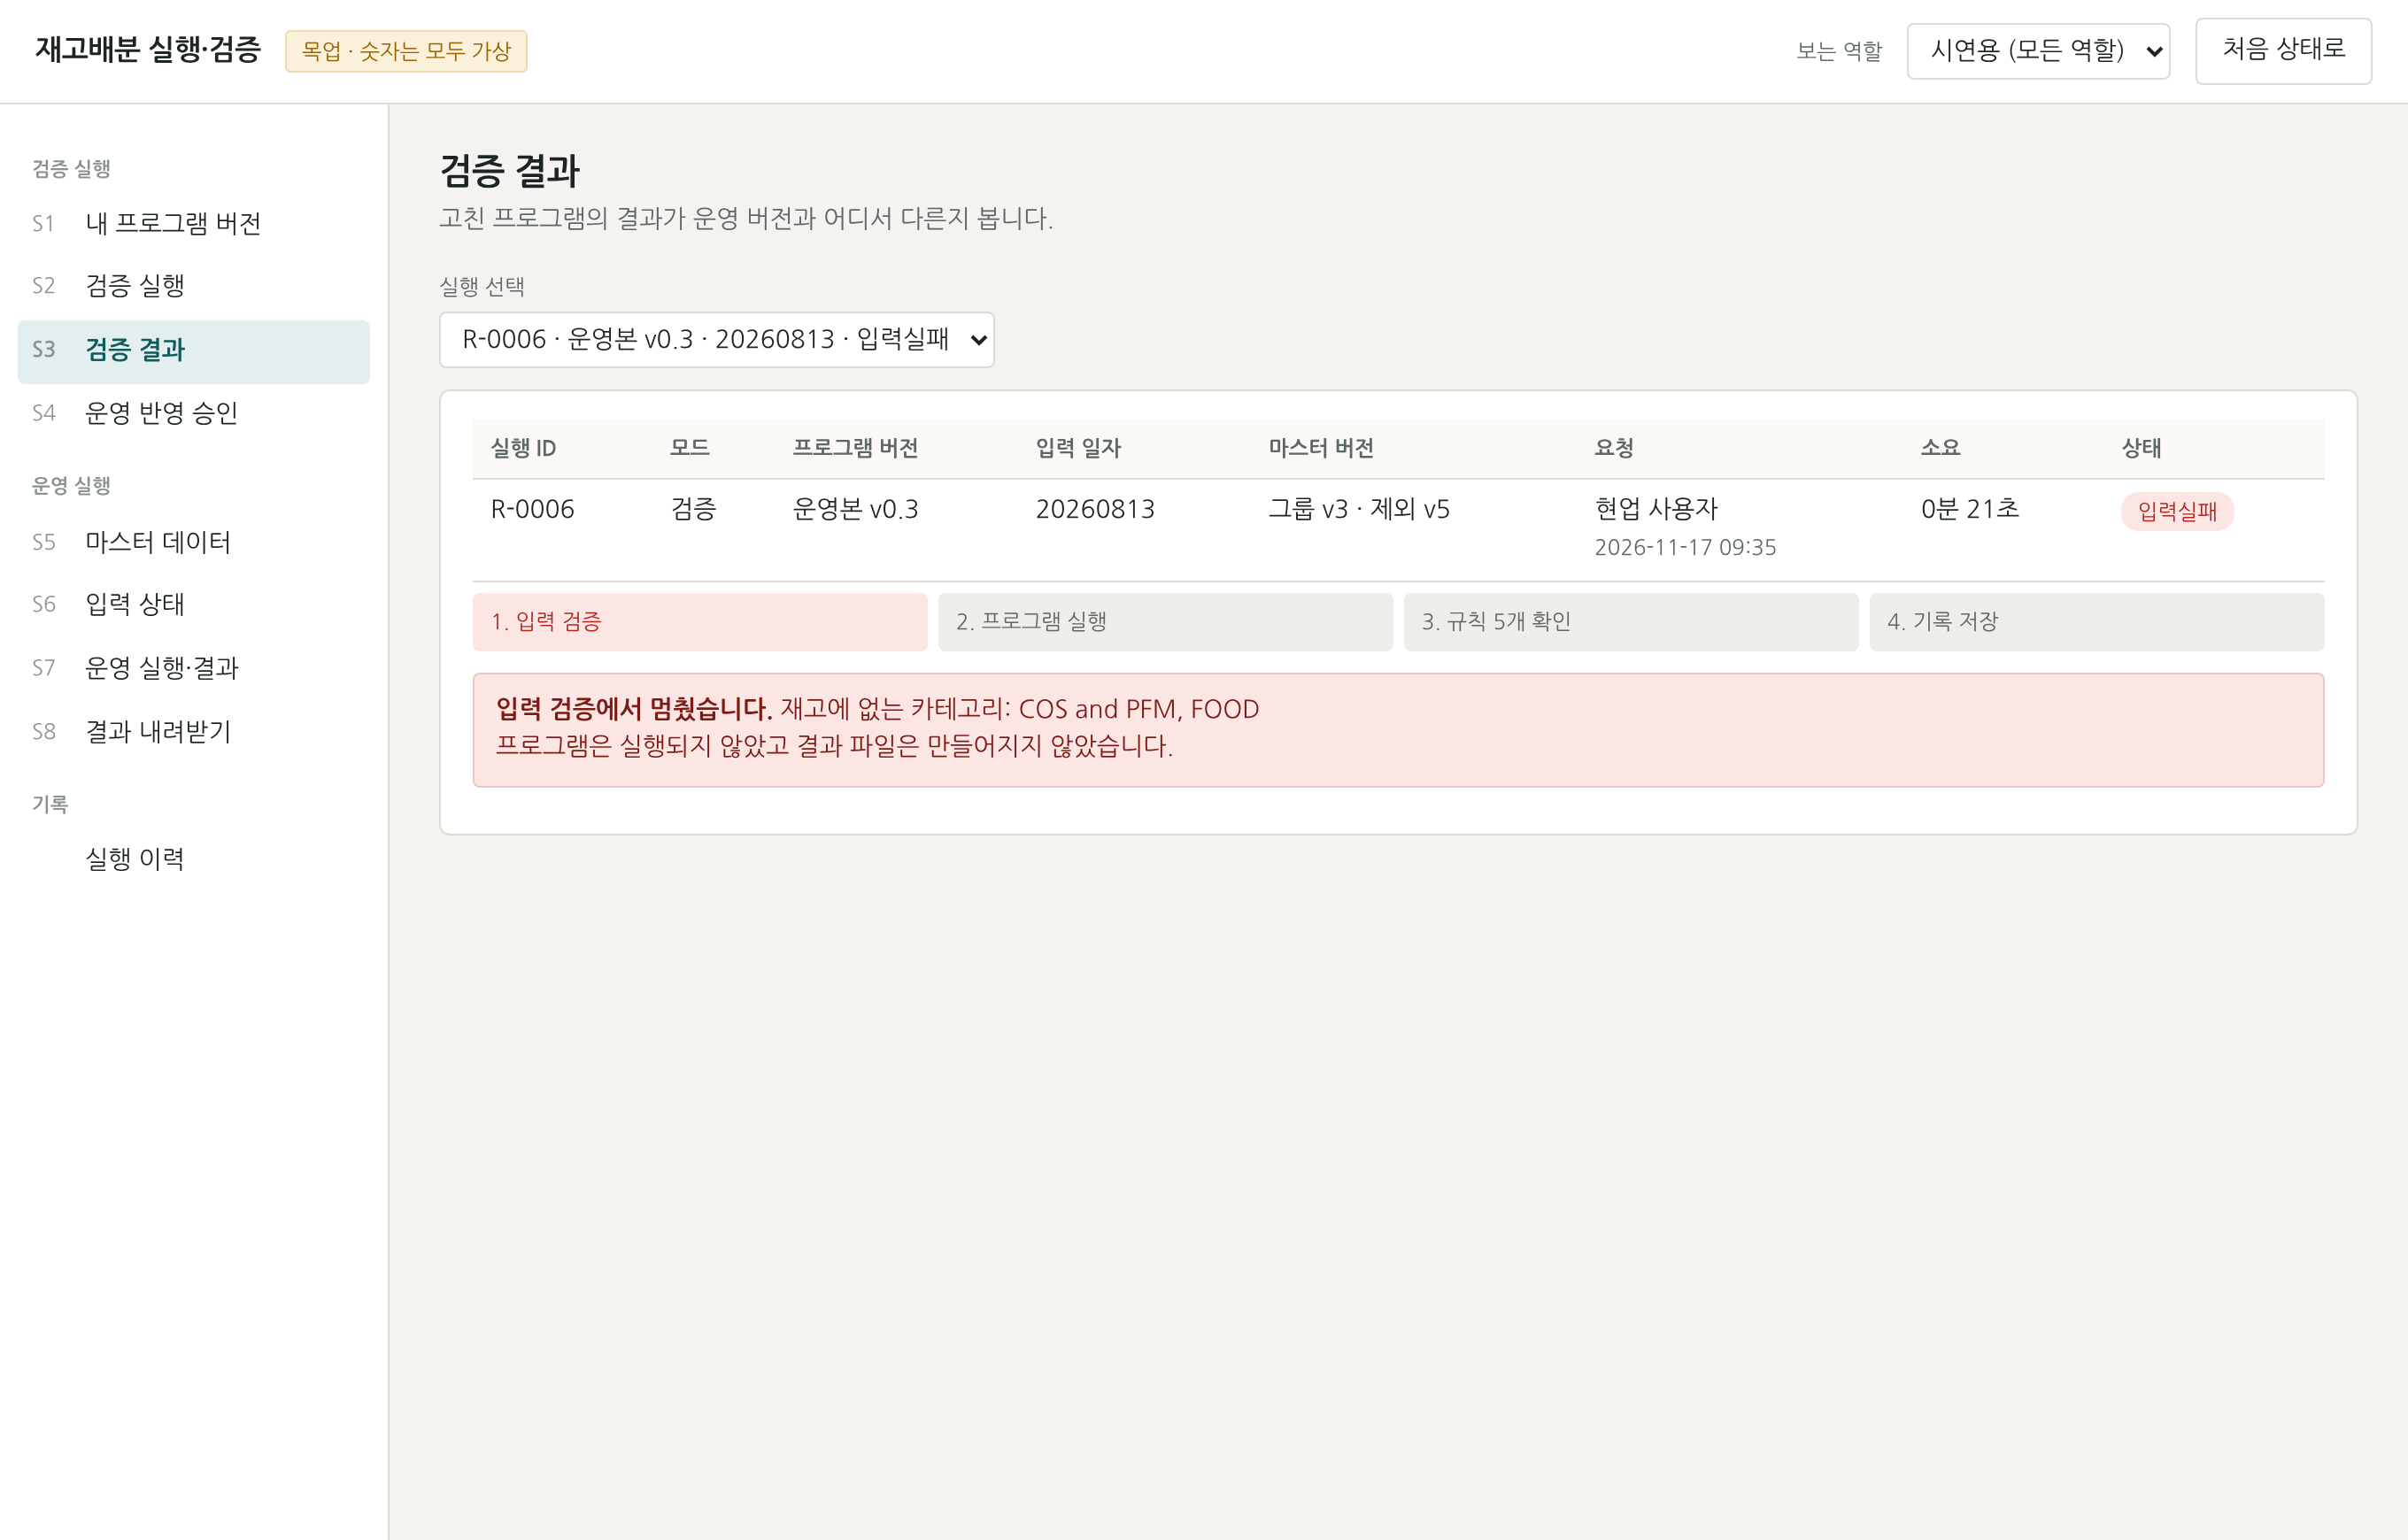 재고배분 실행·검증
목업 · 숫자는 모두 가상
보는 역할
시연용 (모든 역할)
처음 상태로
검증 실행
S1 내 프로그램 버전
S2 검증 실행
S3 검증 결과
S4 운영 반영 승인
운영 실행
S5 마스터 데이터
S6 입력 상태
S7 운영 실행·결과
S8 결과 내려받기
기록
실행 이력
검증 결과
고친 프로그램의 결과가 운영 버전과 어디서 다른지 봅니다.
실행 선택
R-0006 · 운영본 v0.3 · 20260813 · 입력실패
실행 ID 모드 프로그램 버전 입력 일자 마스터 버전 요청 소요 상태
R-0006 검증 운영본 v0.3 20260813 그룹 v3 · 제외 v5 현업 사용자 0분 21초 입력실패
2026-11-17 09:35
1. 입력 검증 2. 프로그램 실행 3. 규칙 5개 확인 4. 기록 저장
입력 검증에서 멈췄습니다. 재고에 없는 카테고리: COS and PFM, FOOD
프로그램은 실행되지 않았고 결과 파일은 만들어지지 않았습니다.